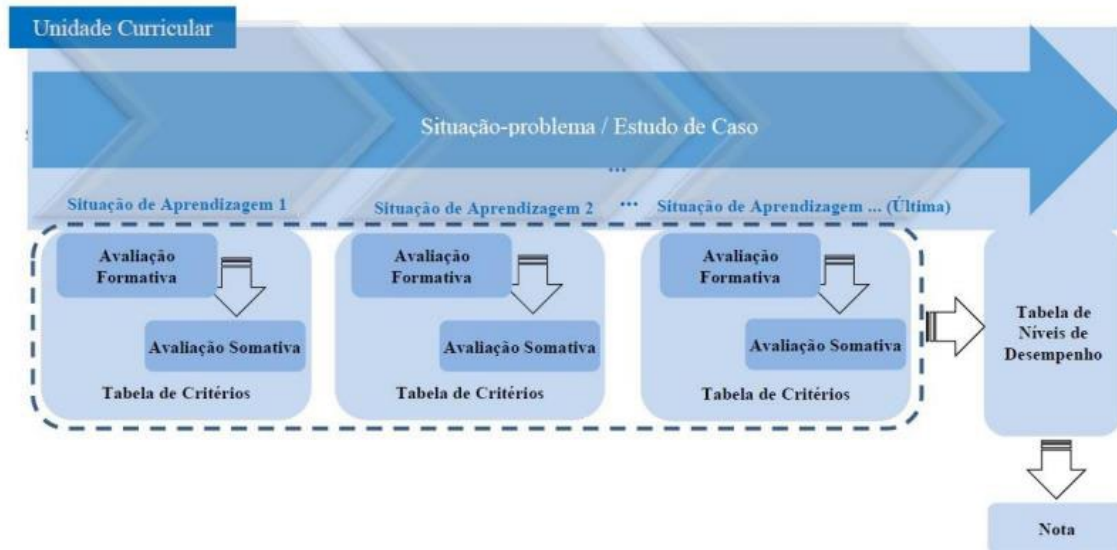 Unidade Curricular
Situação-problema / Estudo de Caso
...
Situação de Aprendizagem 1
Situação de Aprendizagem 2
...
Situação de Aprendizagem ... (Última)
Avaliação
Formativa
Avaliação Somativa
Tabela de Critérios
Avaliação
Formativa
Avaliação Somativa
Tabela de Critérios
Avaliação
Formativa
Avaliação Somativa
Tabela de Critérios
Tabela de
Níveis de
Desempenho
Nota